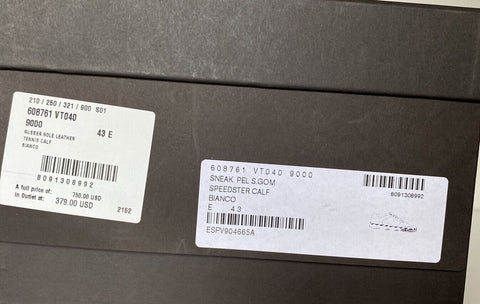 210 / 250 / 321 / 900 S01
608761 VT040
9000
43 E
RUBBER SOLE LEATHER
TENNIS CALF
BIANCO
8091308992
A full price at: 750.00 USD
In Outlet at: 379.00 USD
2152
608761 VT040 9000
SNEAK. PEL S.GOM
SPEEDSTER CALF
BIANCO
E 43
ESPV904665A
8091308992